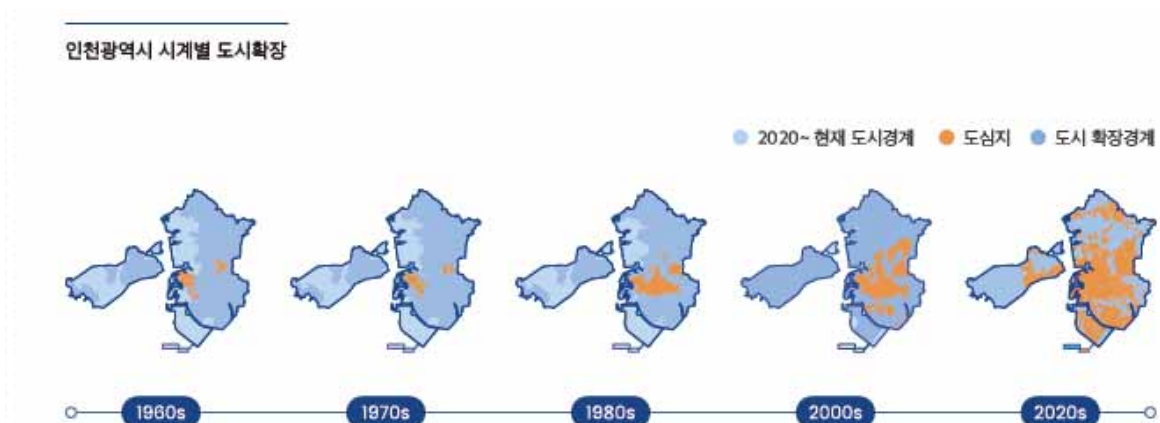 인천광역시 시계별 도시확장
2020~ 현재 도시경계 도심지 도시 확장경계
1960s 1970s 1980s 2000s 2020s